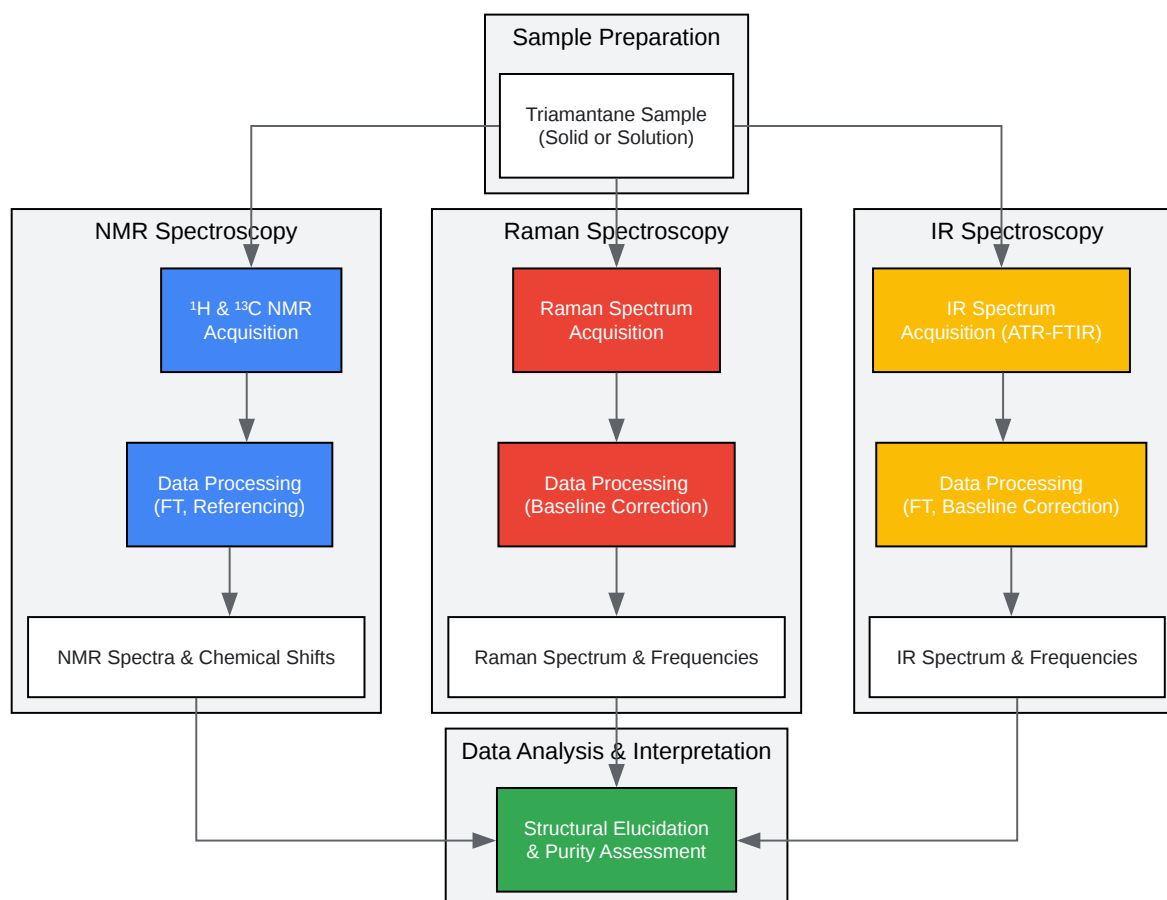 Sample Preparation
Triamantane Sample
(Solid or Solution)
NMR Spectroscopy
¹H & ¹³C NMR
Acquisition
Data Processing
(FT, Referencing)
NMR Spectra & Chemical Shifts
Raman Spectroscopy
Raman Spectrum
Acquisition
Data Processing
(Baseline Correction)
Raman Spectrum & Frequencies
IR Spectroscopy
IR Spectrum
Acquisition (ATR-FTIR)
Data Processing
(FT, Baseline Correction)
IR Spectrum & Frequencies
Data Analysis & Interpretation
Structural Elucidation
& Purity Assessment